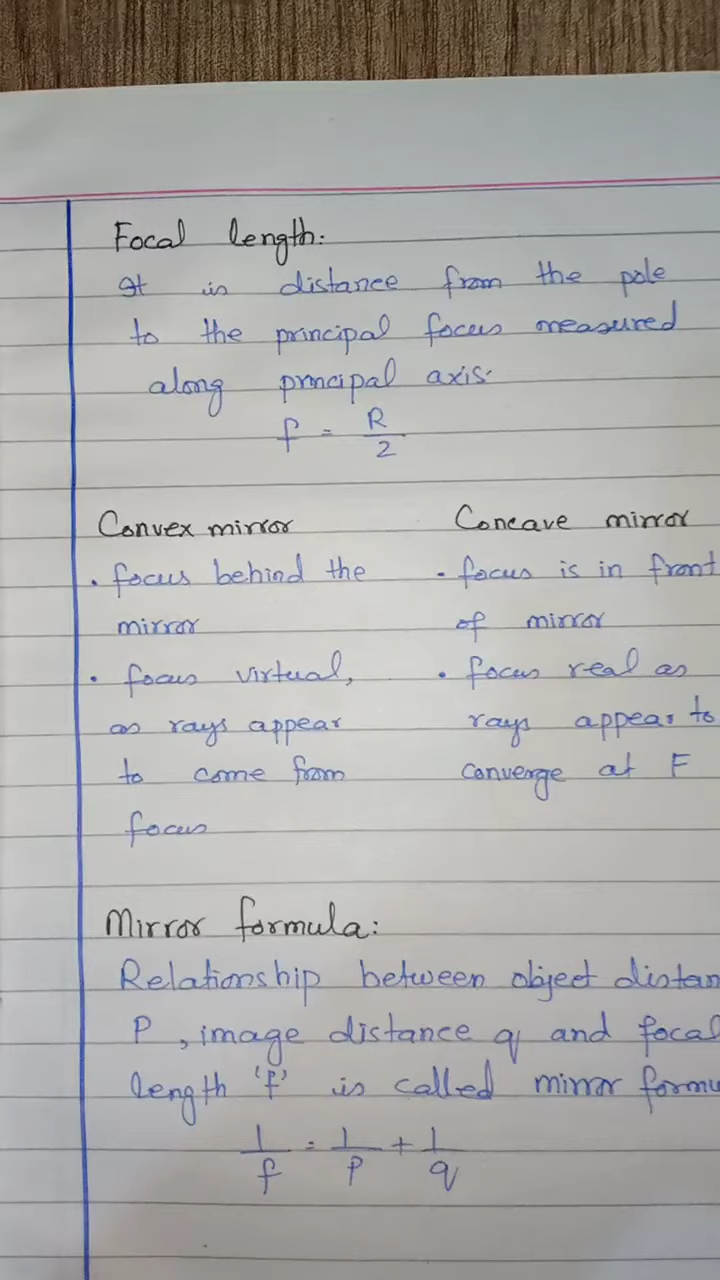 Focal length:
It is distance from the pole
to the principal focus measured
along principal axis.
f = R/2
Convex mirror
• focus behind the
mirror
• focus virtual,
as rays appear
to come from
focus
Concave mirror
• focus is in front
of mirror
• focus real as
rays appear to
converge at F
Mirror formula:
Relationship between object distan
P, image distance q and focal
length 'f' is called mirror formu
1/f = 1/P + 1/q